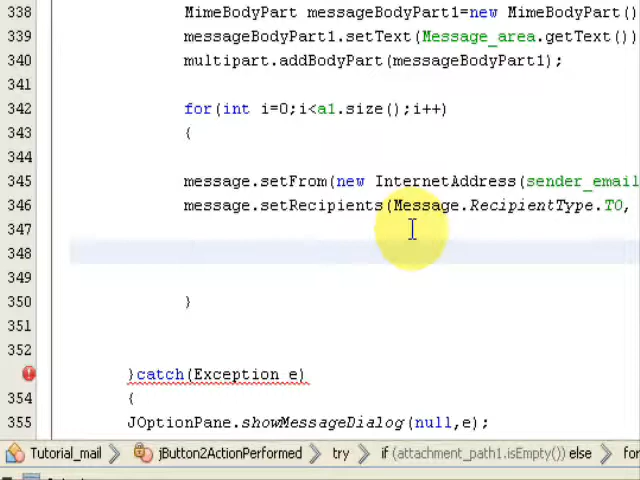 338 MimeBodyPart messageBodyPart1=new MimeBodyPart()
339 messageBodyPart1.setText(Message_area.getText())
340 multipart.addBodyPart(messageBodyPart1);
341
342 for(int i=0;i<a1.size();i++)
343 {
344
345 message.setFrom(new InternetAddress(sender_email
346 message.setRecipients(Message.RecipientType.TO,
347
348
349
350 }
351
352
}catch(Exception e)
354 {
355 JOptionPane.showMessageDialog(null,e);
Tutorial_mail jButton2ActionPerformed try if (attachment_path1.isEmpty()) else for